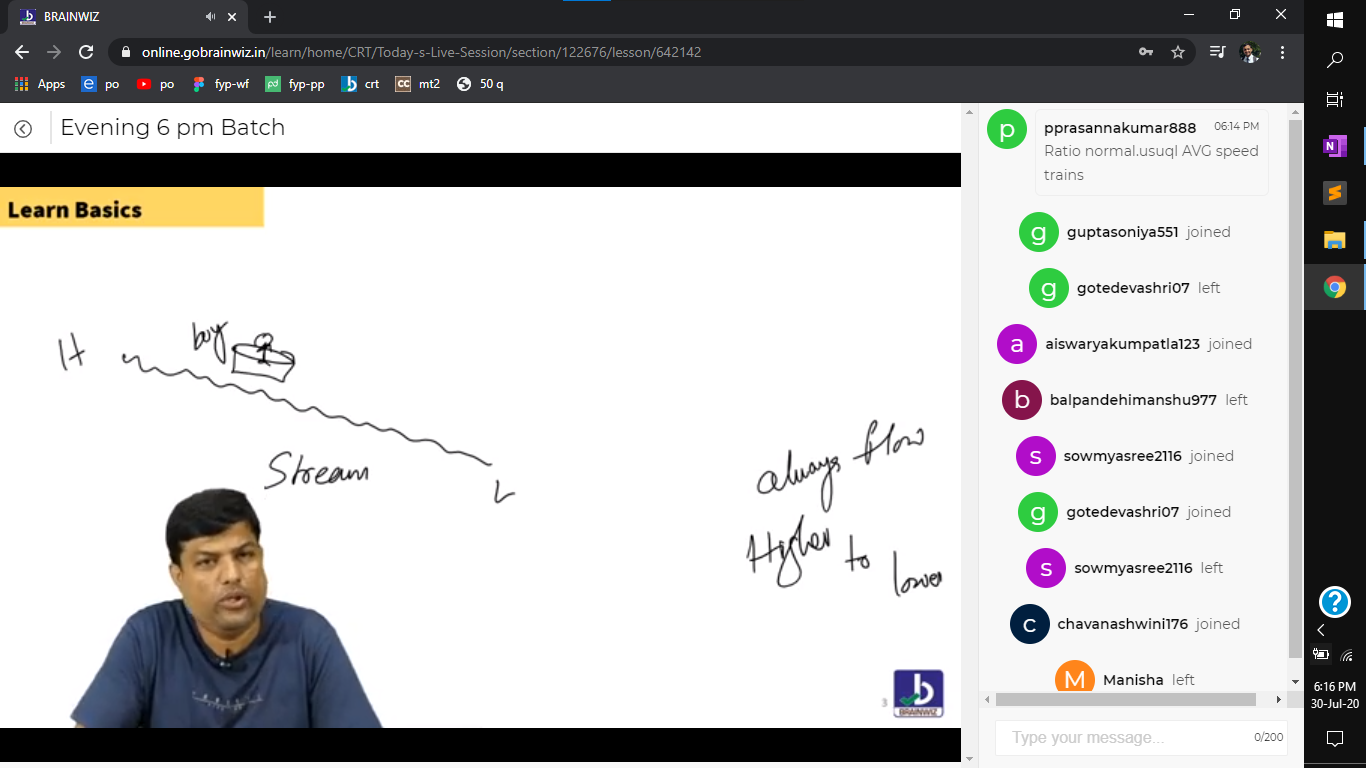 BRAINWIZ
online.gobrainwiz.in/learn/home/CRT/Today-s-Live-Session/section/122676/lesson/642142
Apps po po fyp-wf fyp-pp crt mt2 50 q
Evening 6 pm Batch
Learn Basics
H
boy
Stream
L
always flow
Higher to lower
3
BRAINWIZ
p pprasannakumar888 06:14 PM
Ratio normal.usuql AVG speed
trains
g guptasoniya551 joined
g gotedevashri07 left
a aiswaryakumpatla123 joined
b balpandehimanshu977 left
s sowmyasree2116 joined
g gotedevashri07 joined
s sowmyasree2116 left
c chavanashwini176 joined
M Manisha left
Type your message... 0/200
6:16 PM
30-Jul-20